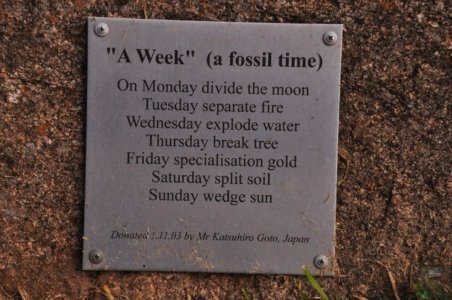 "A Week" (a fossil time)
On Monday divide the moon
Tuesday separate fire
Wednesday explode water
Thursday break tree
Friday specialisation gold
Saturday split soil
Sunday wedge sun
Donated 1.11.03 by Mr Katsuhiro Goto, Japan